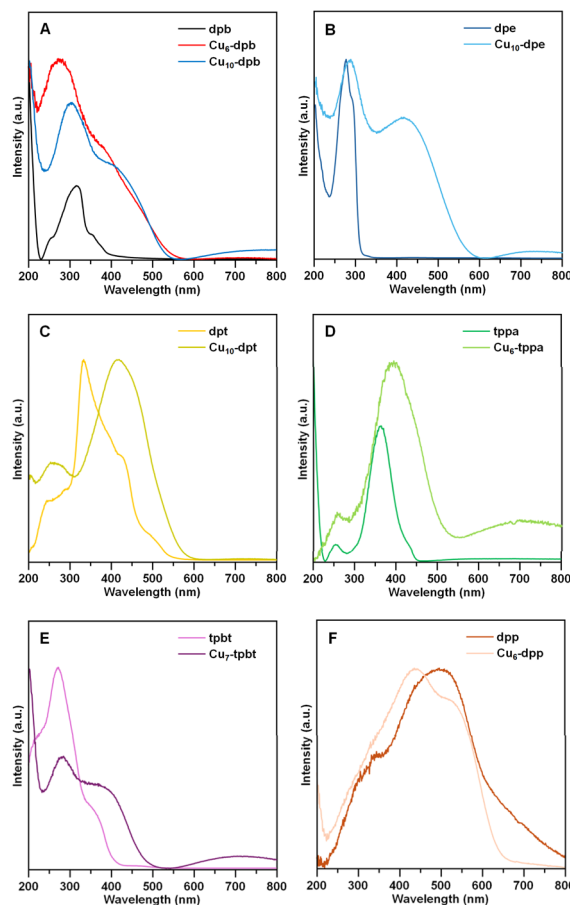 A
dpb
Cu6-dpb
Cu10-dpb
Intensity (a.u.)
200 300 400 500 600 700 800
Wavelength (nm)
B
dpe
Cu10-dpe
Intensity (a.u.)
200 300 400 500 600 700 800
Wavelength (nm)
C
dpt
Cu10-dpt
Intensity (a.u.)
200 300 400 500 600 700 800
Wavelength (nm)
D
tppa
Cu6-tppa
Intensity (a.u.)
200 300 400 500 600 700 800
Wavelength (nm)
E
tpbt
Cu7-tpbt
Intensity (a.u.)
200 300 400 500 600 700 800
Wavelength (nm)
F
dpp
Cu6-dpp
Intensity (a.u.)
200 300 400 500 600 700 800
Wavelength (nm)